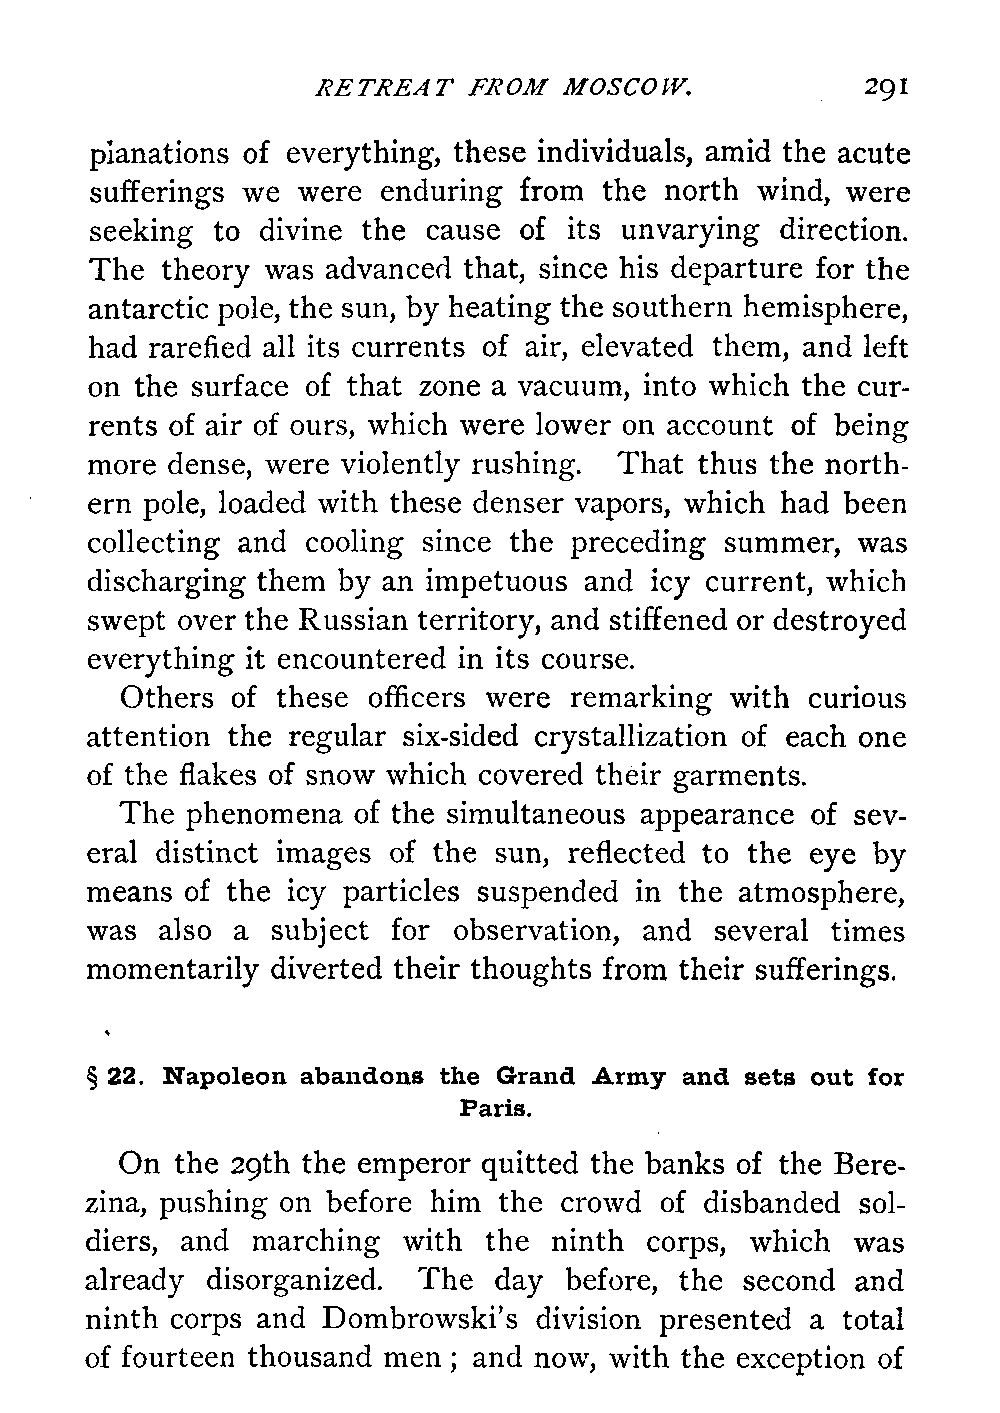 RETREAT FROM MOSCOW. 291
planations of everything, these individuals, amid the acute
sufferings we were enduring from the north wind, were
seeking to divine the cause of its unvarying direction.
The theory was advanced that, since his departure for the
antarctic pole, the sun, by heating the southern hemisphere,
had rarefied all its currents of air, elevated them, and left
on the surface of that zone a vacuum, into which the cur-
rents of air of ours, which were lower on account of being
more dense, were violently rushing. That thus the north-
ern pole, loaded with these denser vapors, which had been
collecting and cooling since the preceding summer, was
discharging them by an impetuous and icy current, which
swept over the Russian territory, and stiffened or destroyed
everything it encountered in its course.
Others of these officers were remarking with curious
attention the regular six-sided crystallization of each one
of the flakes of snow which covered their garments.
The phenomena of the simultaneous appearance of sev-
eral distinct images of the sun, reflected to the eye by
means of the icy particles suspended in the atmosphere,
was also a subject for observation, and several times
momentarily diverted their thoughts from their sufferings.
§ 22. Napoleon abandons the Grand Army and sets out for
Paris.
On the 29th the emperor quitted the banks of the Bere-
zina, pushing on before him the crowd of disbanded sol-
diers, and marching with the ninth corps, which was
already disorganized. The day before, the second and
ninth corps and Dombrowski's division presented a total
of fourteen thousand men ; and now, with the exception of